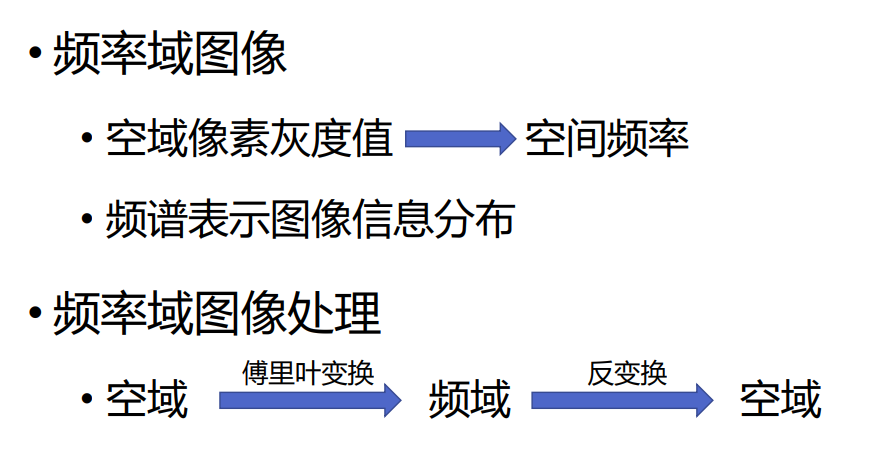 • 频率域图像
• 空域像素灰度值 空间频率
• 频谱表示图像信息分布
• 频率域图像处理
傅里叶变换 反变换
• 空域 频域 空域